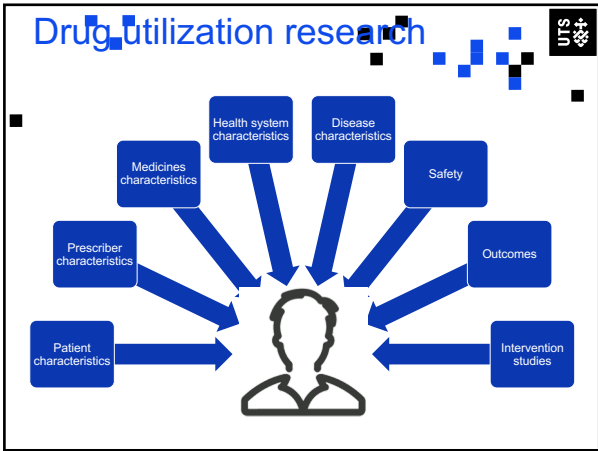 Drug utilization research
UTS
Health system
characteristics
Disease
characteristics
Medicines
characteristics
Safety
Prescriber
characteristics
Outcomes
Patient
characteristics
Intervention
studies